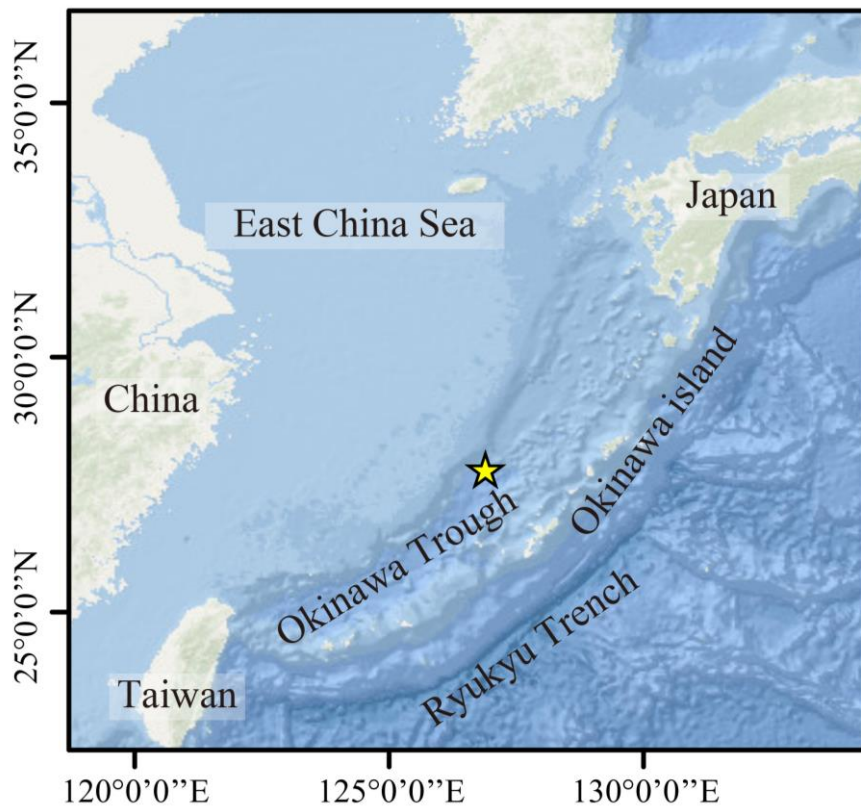 35°0'0’’N
30°0'0’’N
25°0'0’’N
East China Sea
Japan
China
Okinawa island
Okinawa Trough
Ryukyu Trench
Taiwan
120°0'0’’E
125°0'0’’E
130°0'0’’E